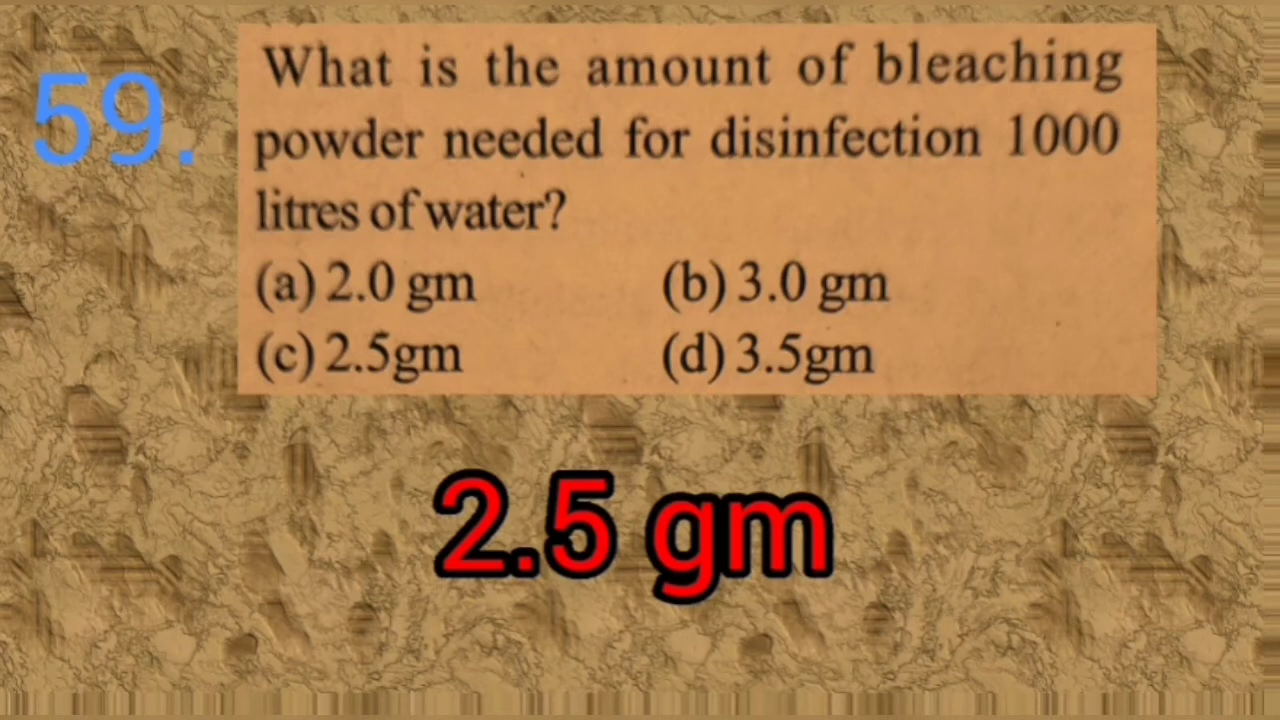 59.
What is the amount of bleaching
powder needed for disinfection 1000
litres of water?
(a) 2.0 gm (b) 3.0 gm
(c) 2.5gm (d) 3.5gm
2.5 gm